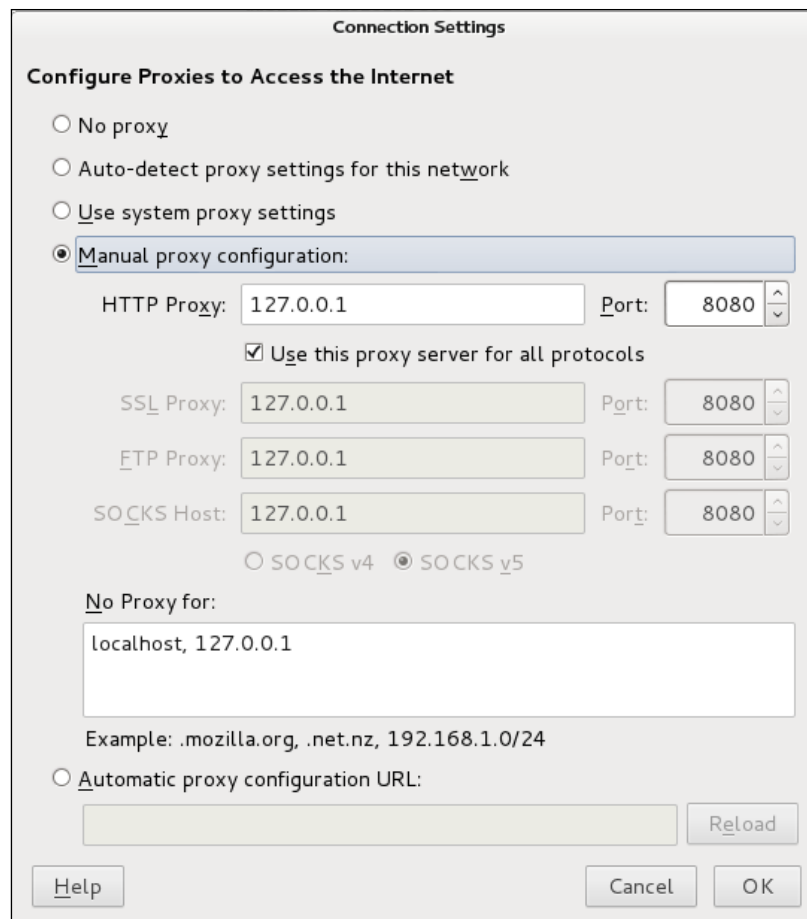 Connection Settings
Configure Proxies to Access the Internet
No proxy
Auto-detect proxy settings for this network
Use system proxy settings
Manual proxy configuration:
HTTP Proxy: 127.0.0.1 Port: 8080
Use this proxy server for all protocols
SSL Proxy: 127.0.0.1 Port: 8080
FTP Proxy: 127.0.0.1 Port: 8080
SOCKS Host: 127.0.0.1 Port: 8080
SOCKS v4 SOCKS v5
No Proxy for:
localhost, 127.0.0.1
Example: .mozilla.org, .net.nz, 192.168.1.0/24
Automatic proxy configuration URL:
Reload
Help Cancel OK